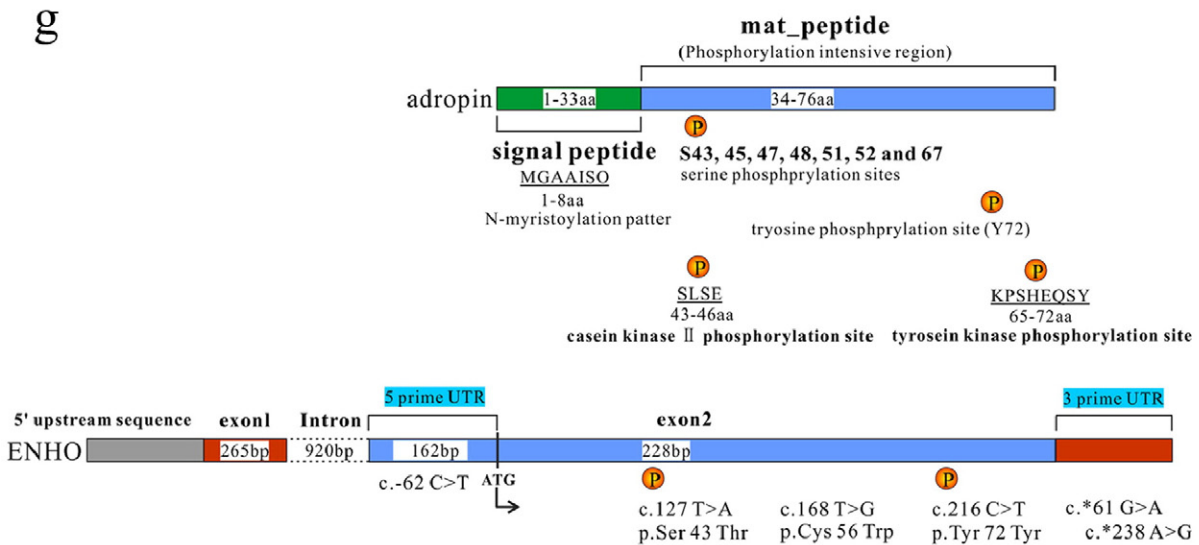 g
mat_peptide
(Phosphorylation intensive region)
adropin 1-33aa 34-76aa
P
signal peptide S43, 45, 47, 48, 51, 52 and 67
MGAAISO serine phosphprylation sites
1-8aa
N-myristoylation patter
P
tryosine phosphprylation site (Y72)
P P
SLSE KPSHEQSY
43-46aa 65-72aa
casein kinase Ⅱ phosphorylation site tyrosein kinase phosphorylation site
5 prime UTR 3 prime UTR
5' upstream sequence exon1 Intron exon2
ENHO 265bp 920bp 162bp 228bp
c.-62 C>T ATG P P
c.127 T>A c.168 T>G c.216 C>T c.*61 G>A
p.Ser 43 Thr p.Cys 56 Trp p.Tyr 72 Tyr c.*238 A>G